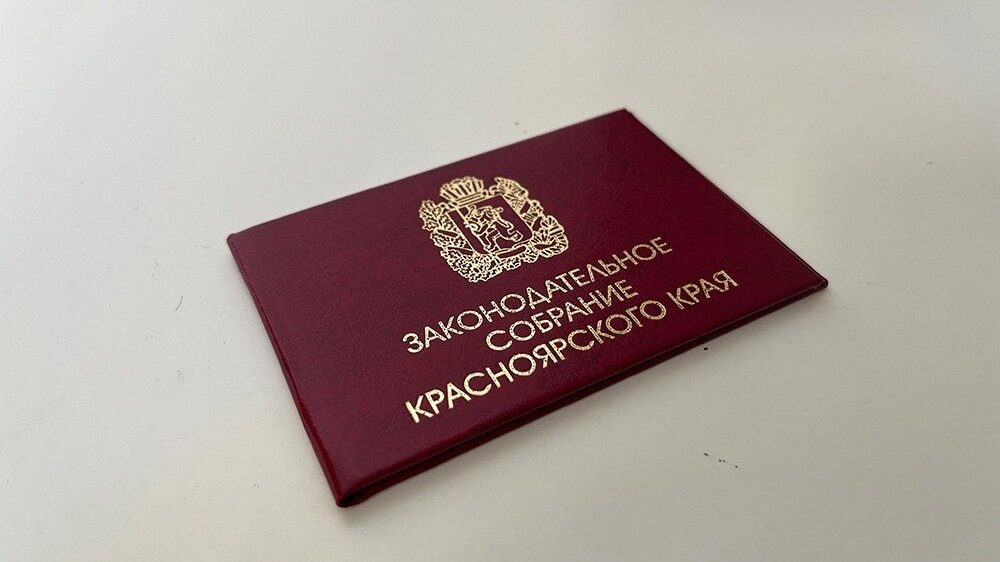 ЗАКОНОДАТЕЛЬНОЕ
СОБРАНИЕ
КРАСНОЯРСКОГО КРАЯ